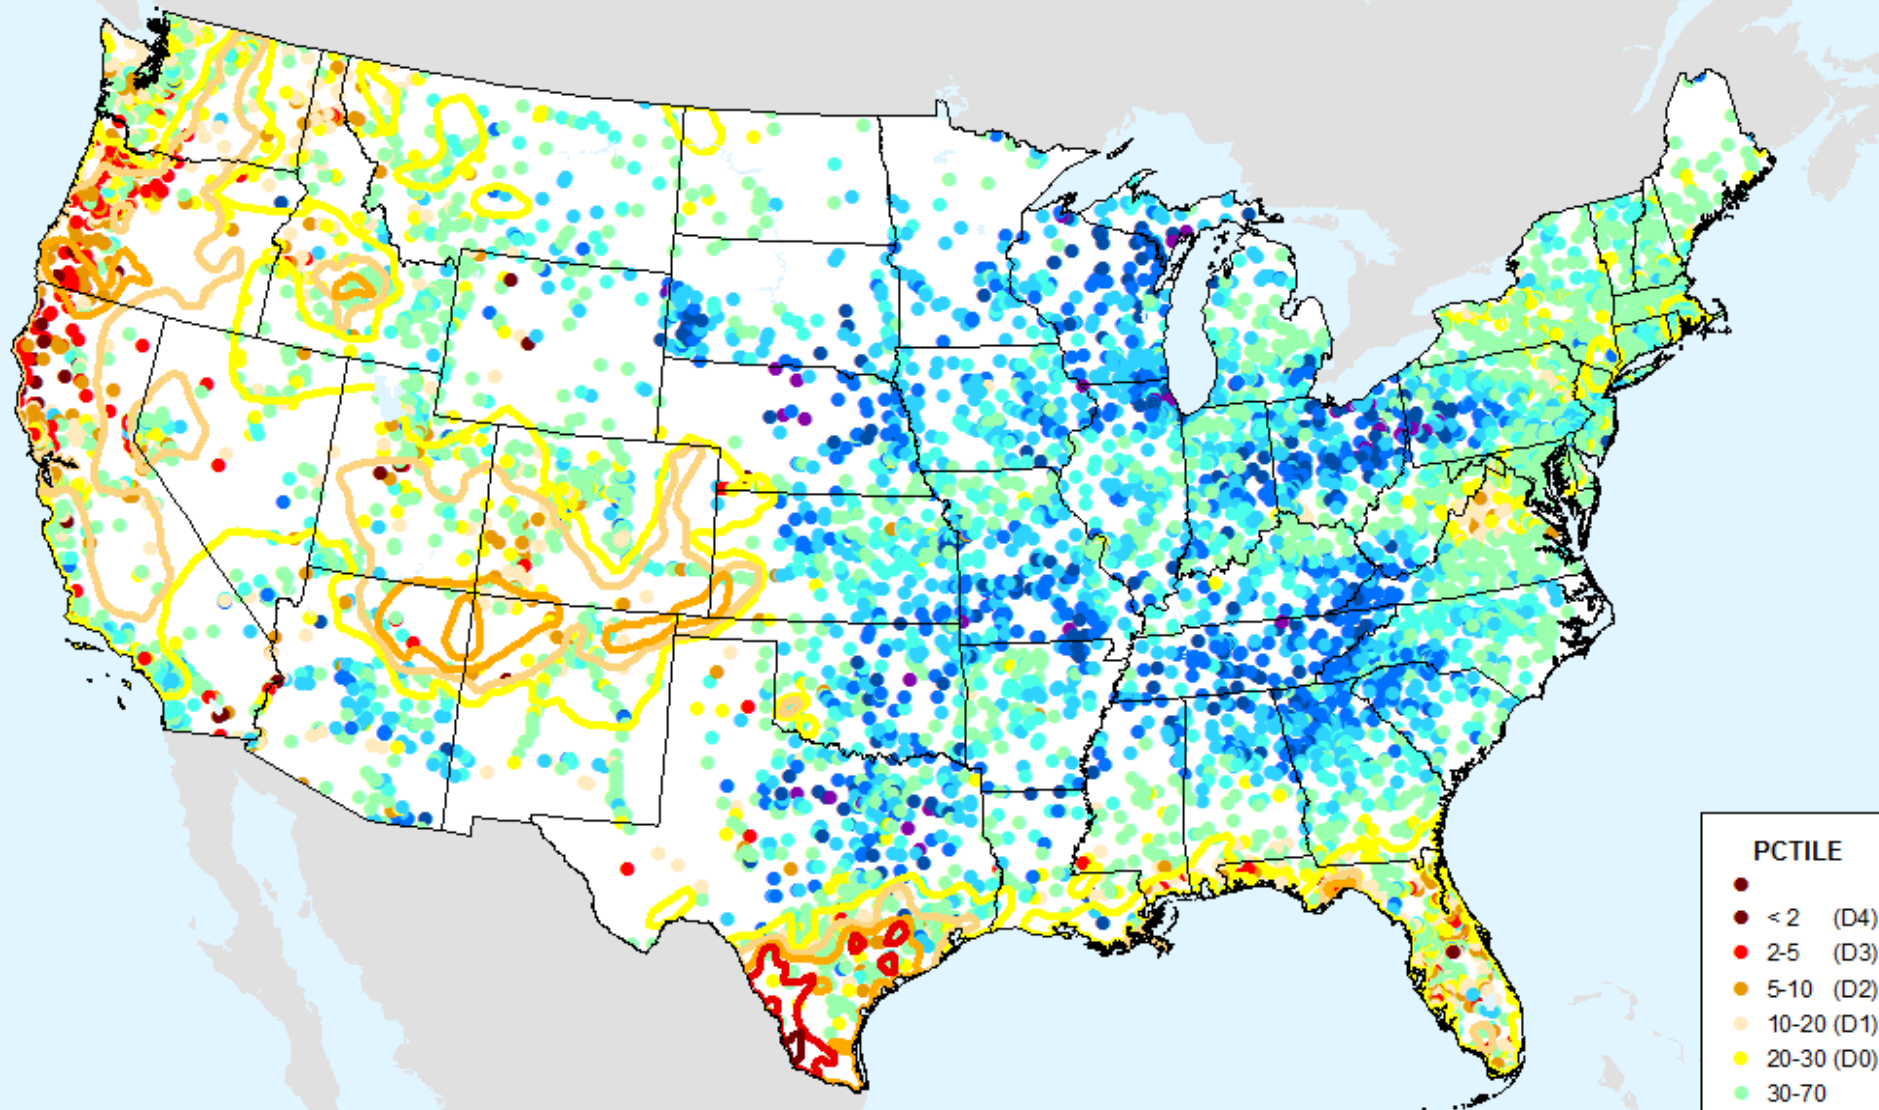 PCTILE
< 2 (D4)
2-5 (D3)
5-10 (D2)
10-20 (D1)
20-30 (D0)
30-70